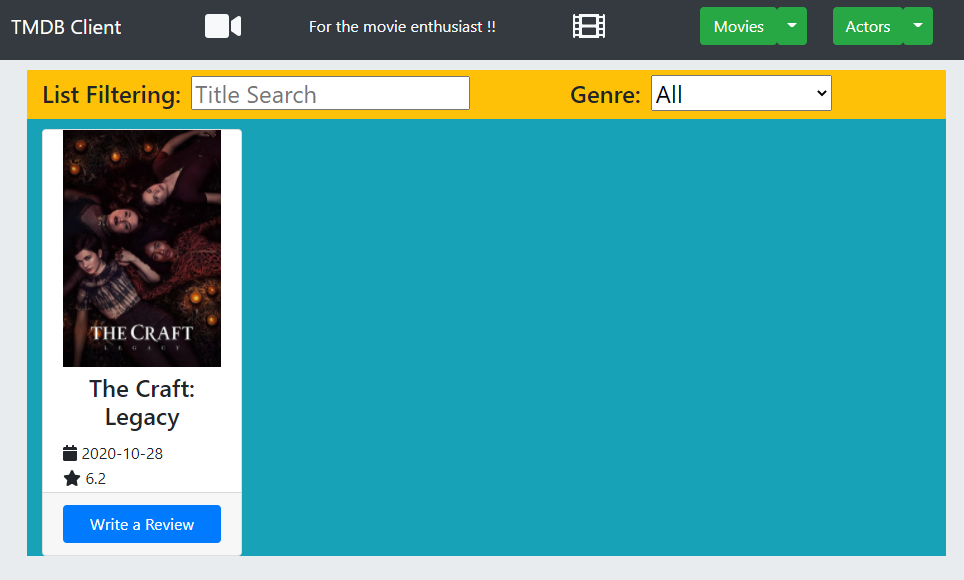 TMDB Client For the movie enthusiast !! Movies Actors
List Filtering: Title Search Genre: All
THE CRAFT
LEGACY
The Craft:
Legacy
2020-10-28
6.2
Write a Review